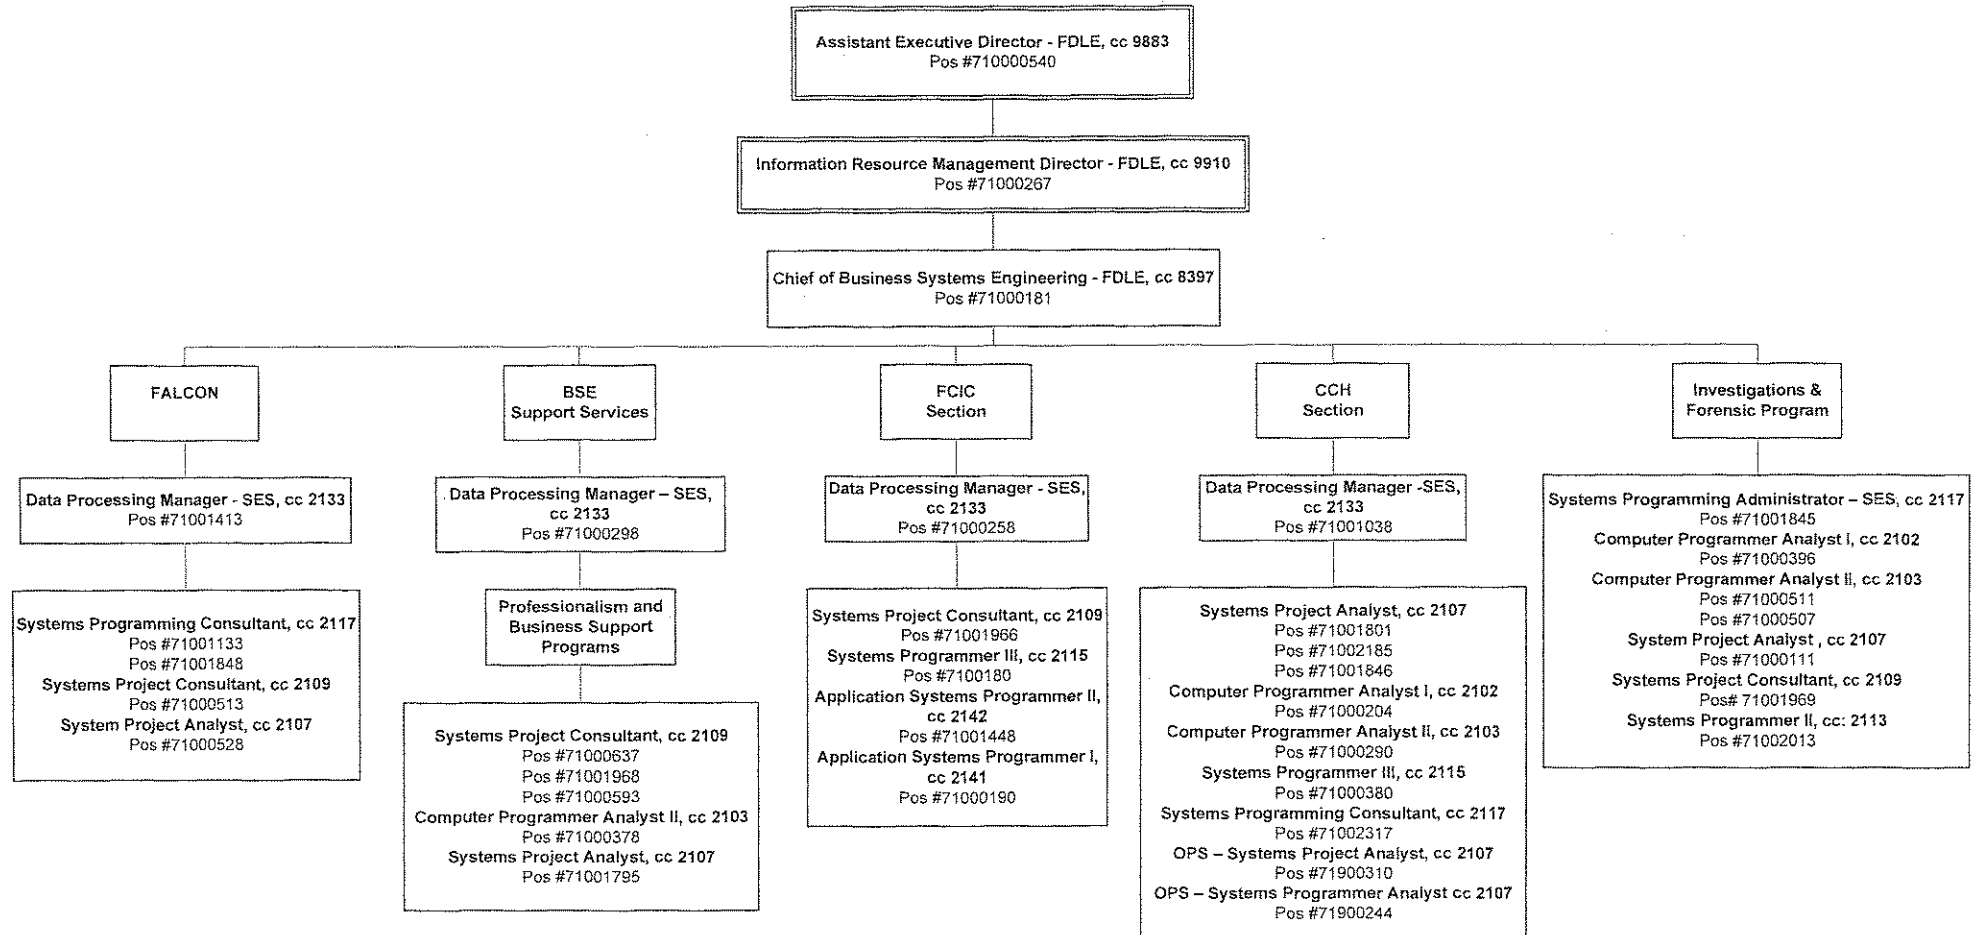 Assistant Executive Director - FDLE, cc 9883
Pos #710000540
Information Resource Management Director - FDLE, cc 9910
Pos #71000267
Chief of Business Systems Engineering - FDLE, cc 8397
Pos #71000181
FALCON
Data Processing Manager - SES, cc 2133
Pos #71001413
Systems Programming Consultant, cc 2117
Pos #71001133
Pos #71001848
Systems Project Consultant, cc 2109
Pos #71000513
System Project Analyst, cc 2107
Pos #71000528
BSE
Support Services
Data Processing Manager – SES,
cc 2133
Pos #71000298
Professionalism and
Business Support
Programs
Systems Project Consultant, cc 2109
Pos #71000637
Pos #71001968
Pos #71000593
Computer Programmer Analyst II, cc 2103
Pos #71000378
Systems Project Analyst, cc 2107
Pos #71001795
FCIC
Section
Data Processing Manager - SES,
cc 2133
Pos #71000258
Systems Project Consultant, cc 2109
Pos #71001966
Systems Programmer III, cc 2115
Pos #7100180
Application Systems Programmer II,
cc 2142
Pos #71001448
Application Systems Programmer I,
cc 2141
Pos #71000190
CCH
Section
Data Processing Manager -SES,
cc 2133
Pos #71001038
Systems Project Analyst, cc 2107
Pos #71001801
Pos #71002185
Pos #71001846
Computer Programmer Analyst I, cc 2102
Pos #71000204
Computer Programmer Analyst II, cc 2103
Pos #71000290
Systems Programmer III, cc 2115
Pos #71000380
Systems Programming Consultant, cc 2117
Pos #71002317
OPS – Systems Project Analyst, cc 2107
Pos #71900310
OPS – Systems Programmer Analyst cc 2107
Pos #71900244
Investigations &
Forensic Program
Systems Programming Administrator – SES, cc 2117
Pos #71001845
Computer Programmer Analyst I, cc 2102
Pos #71000396
Computer Programmer Analyst II, cc 2103
Pos #71000511
Pos #71000507
System Project Analyst , cc 2107
Pos #71000111
Systems Project Consultant, cc 2109
Pos# 71001969
Systems Programmer II, cc: 2113
Pos #71002013